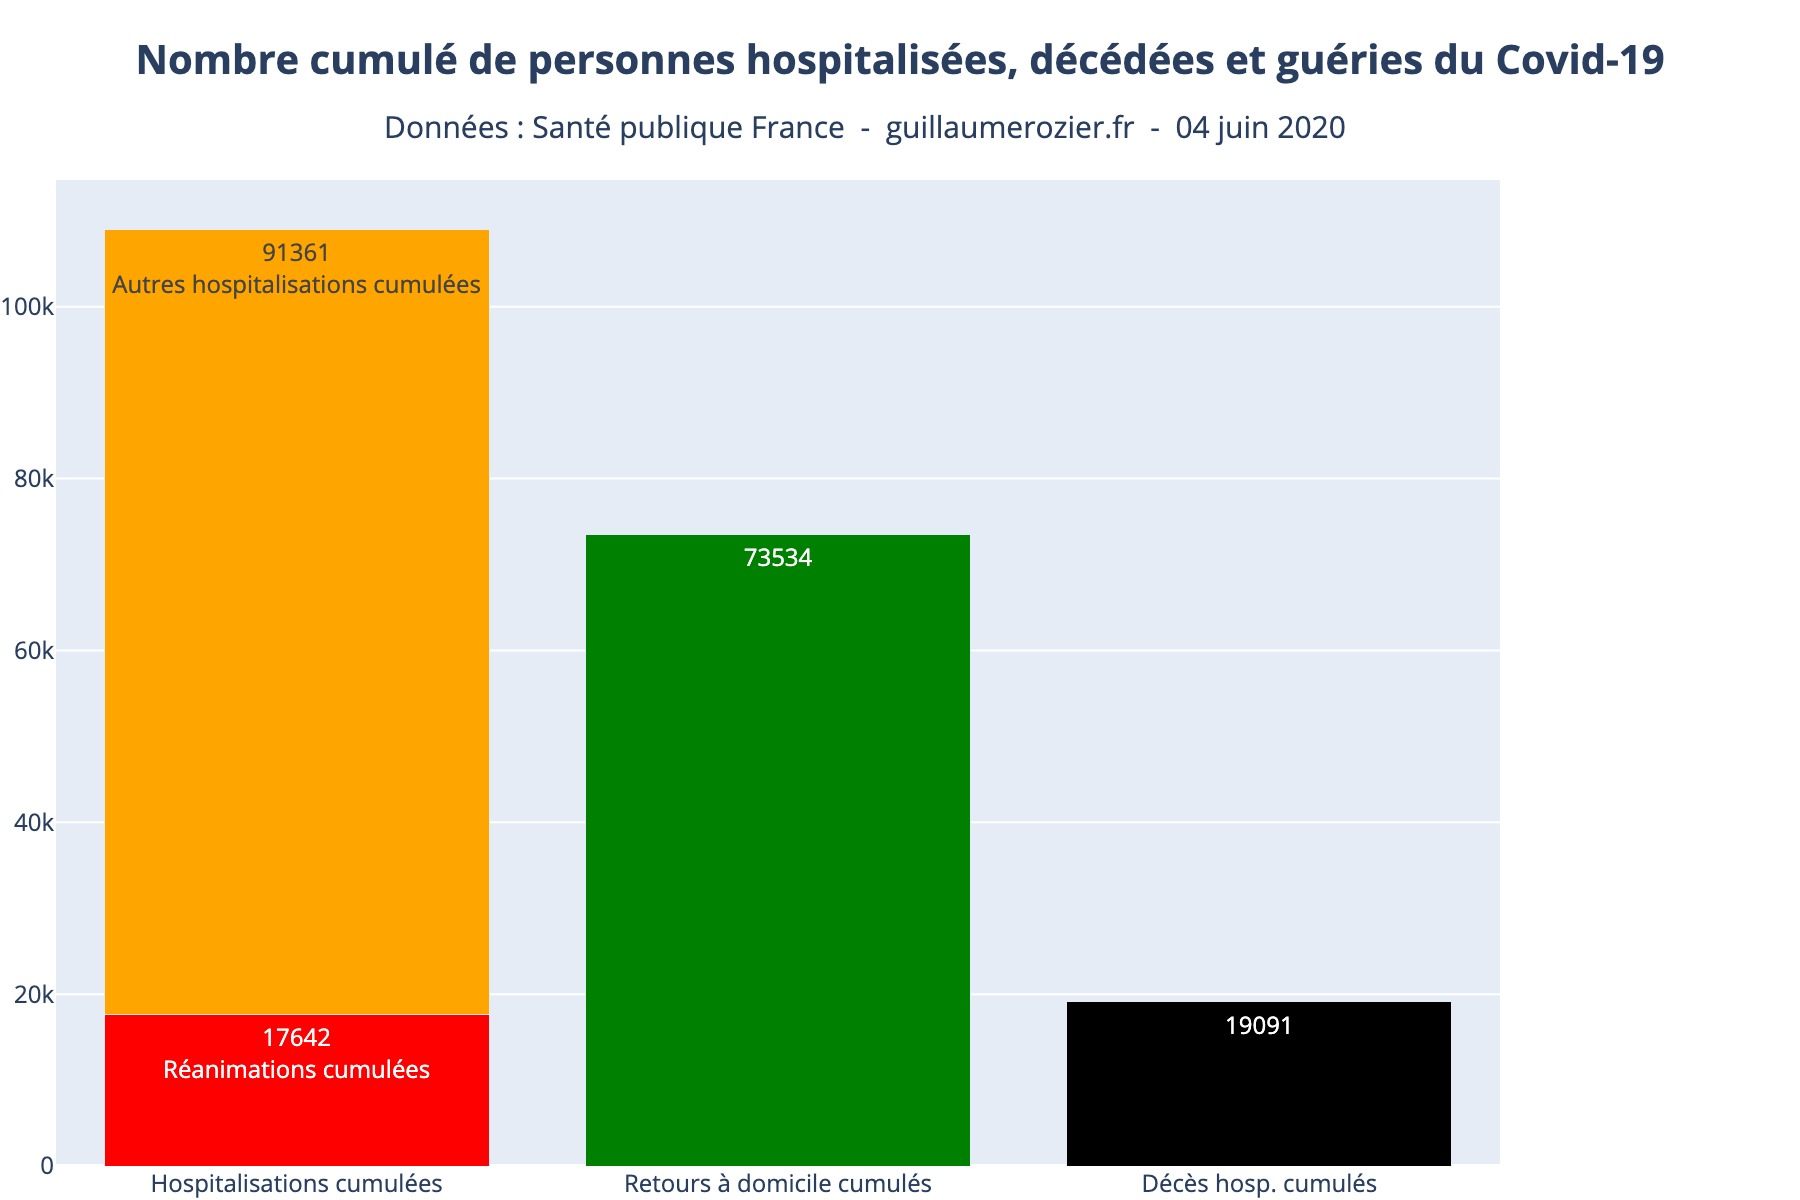 Nombre cumulé de personnes hospitalisées, décédées et guéries du Covid-19
Données : Santé publique France - guillaumerozier.fr - 04 juin 2020
91361
Autres hospitalisations cumulées
100k
80k
73534
60k
40k
20k
17642
Réanimations cumulées
19091
0
Hospitalisations cumulées
Retours à domicile cumulés
Décès hosp. cumulés